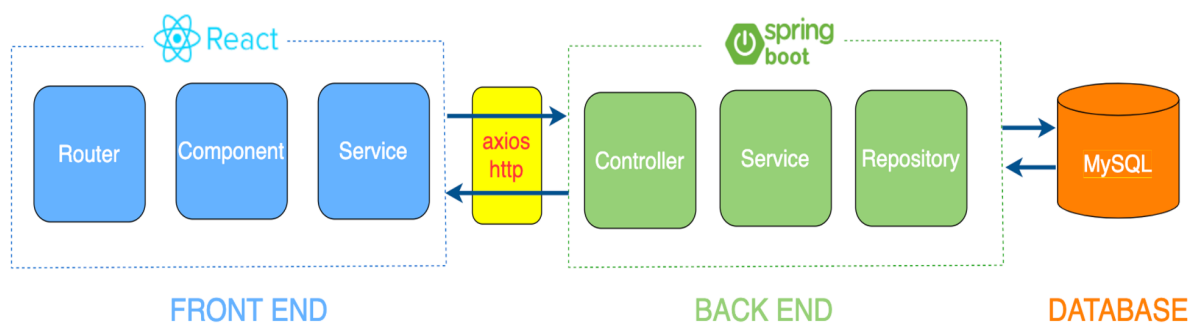 React
spring
boot
Router
Component
Service
axios
http
Controller
Service
Repository
MySQL
FRONT END
BACK END
DATABASE